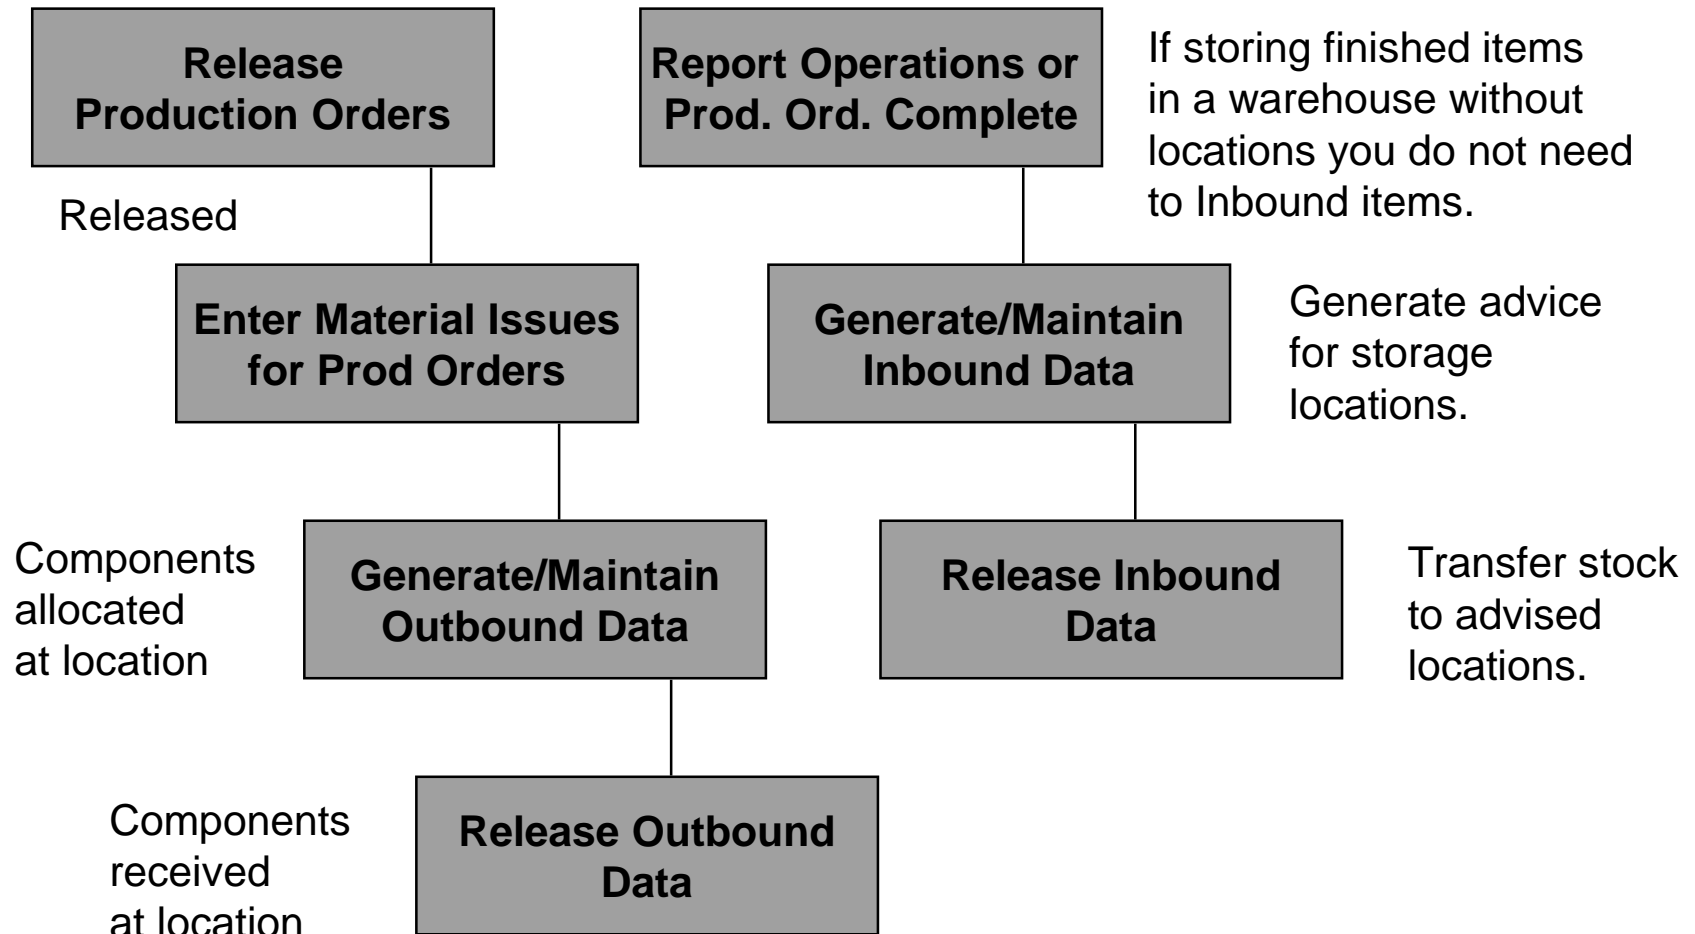 Release
Production Orders
Report Operations or
Prod. Ord. Complete
If storing finished items
in a warehouse without
locations you do not need
to Inbound items.
Released
Enter Material Issues
for Prod Orders
Generate/Maintain
Inbound Data
Generate advice
for storage
locations.
Components
allocated
at location
Generate/Maintain
Outbound Data
Release Inbound
Data
Transfer stock
to advised
locations.
Components
received
at location
Release Outbound
Data